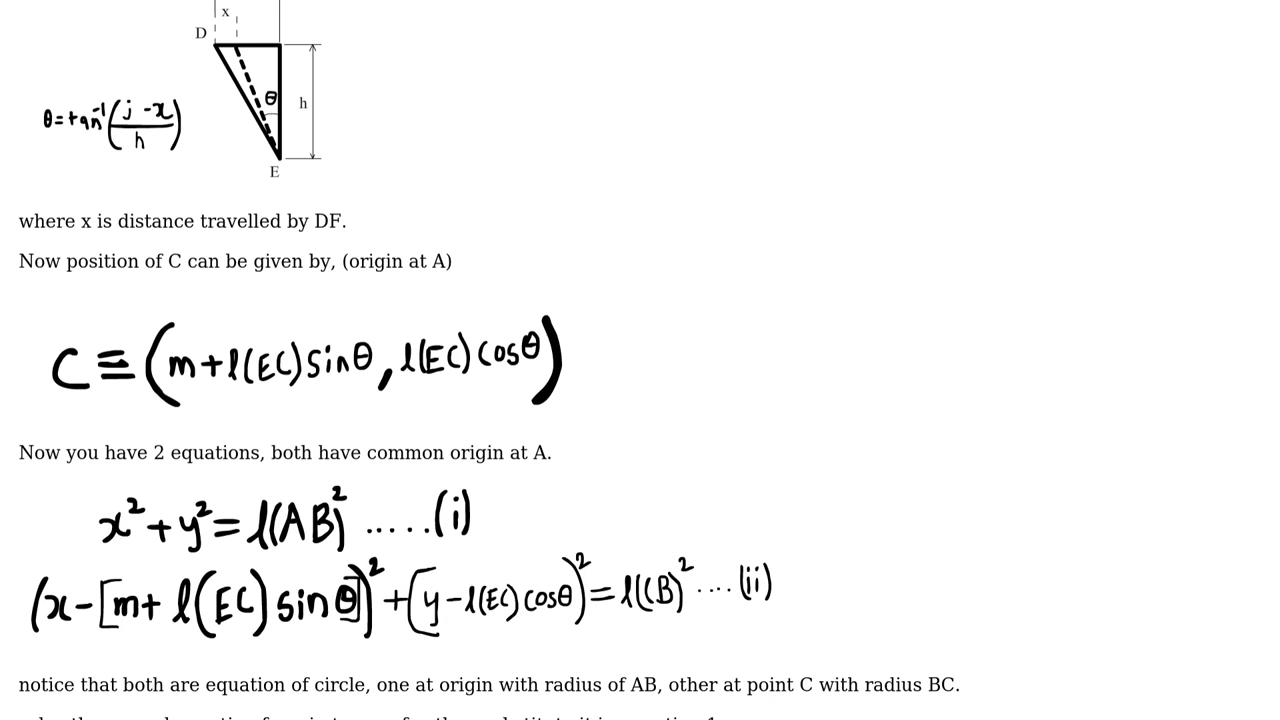 x
D
θ
h
θ=tan⁻¹((j-x)/h)
E
where x is distance travelled by DF.
Now position of C can be given by, (origin at A)
C≡(m+l(EC)sinθ, l(EC)cosθ)
Now you have 2 equations, both have common origin at A.
x²+y²=l(AB)² .....(i)
(x-[m+l(EC)sinθ])²+(y-l(EC)cosθ)²=l(CB)² ....(ii)
notice that both are equation of circle, one at origin with radius of AB, other at point C with radius BC.